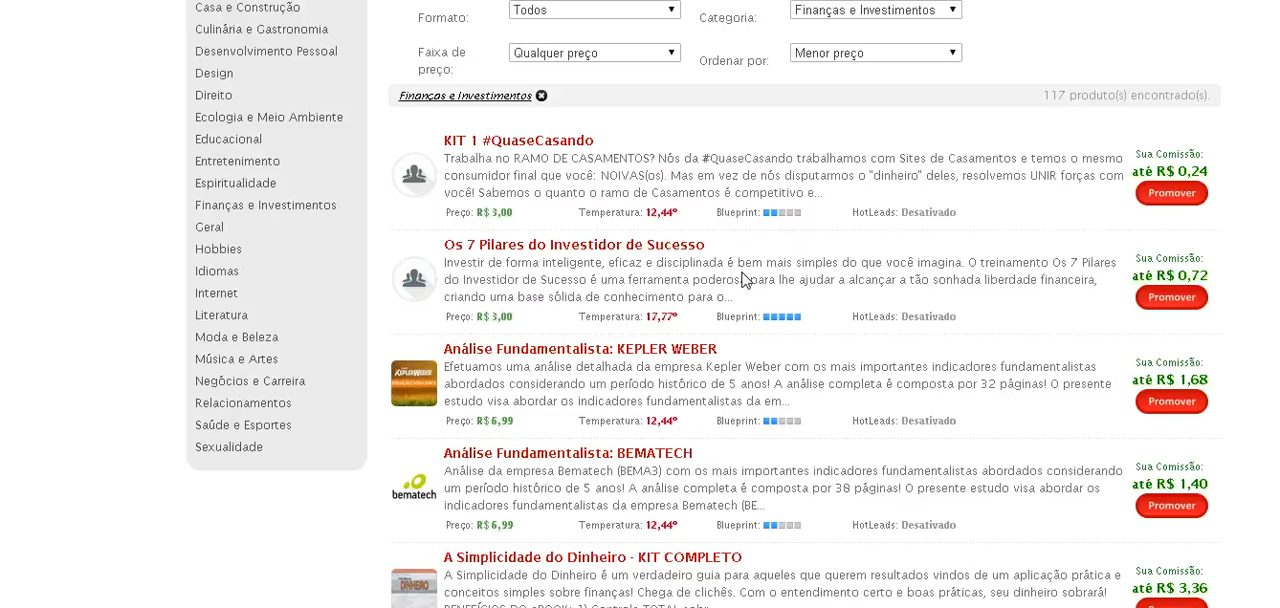 Casa e Construção
Culinária e Gastronomia
Desenvolvimento Pessoal
Design
Direito
Ecologia e Meio Ambiente
Educacional
Entretenimento
Espiritualidade
Finanças e Investimentos
Geral
Hobbies
Idiomas
Internet
Literatura
Moda e Beleza
Música e Artes
Negócios e Carreira
Relacionamentos
Saúde e Esportes
Sexualidade
Formato: Todos Categoria: Finanças e Investimentos
Faixa de preço: Qualquer preço Ordenar por: Menor preço
Finanças e Investimentos 117 produto(s) encontrado(s).
KIT 1 #QuaseCasando
Trabalha no RAMO DE CASAMENTOS? Nós da #QuaseCasando trabalhamos com Sites de Casamentos e temos o mesmo
consumidor final que você: NOIVAS(os). Mas em vez de nós disputarmos o "dinheiro" deles, resolvemos UNIR forças com
você! Sabemos o quanto o ramo de Casamentos é competitivo e...
Preço: R$ 3,00 Temperatura: 12,44º Blueprint: HotLeads: Desativado
Sua Comissão:
até R$ 0,24
Promover
Os 7 Pilares do Investidor de Sucesso
Investir de forma inteligente, eficaz e disciplinada é bem mais simples do que você imagina. O treinamento Os 7 Pilares
do Investidor de Sucesso é uma ferramenta poderosa para lhe ajudar a alcançar a tão sonhada liberdade financeira,
criando uma base sólida de conhecimento para o...
Preço: R$ 3,00 Temperatura: 17,77º Blueprint: HotLeads: Desativado
Sua Comissão:
até R$ 0,72
Promover
KEPLER WEBER
Análise Fundamentalista: KEPLER WEBER
Efetuamos uma análise detalhada da empresa Kepler Weber com os mais importantes indicadores fundamentalistas
abordados considerando um período histórico de 5 anos! A análise completa é composta por 32 páginas! O presente
estudo visa abordar os indicadores fundamentalistas da em...
Preço: R$ 6,99 Temperatura: 12,44º Blueprint: HotLeads: Desativado
Sua Comissão:
até R$ 1,68
Promover
bematech
Análise Fundamentalista: BEMATECH
Análise da empresa Bematech (BEMA3) com os mais importantes indicadores fundamentalistas abordados considerando
um período histórico de 5 anos! A análise completa é composta por 38 páginas! O presente estudo visa abordar os
indicadores fundamentalistas da empresa Bematech (BE...
Preço: R$ 6,99 Temperatura: 12,44º Blueprint: HotLeads: Desativado
Sua Comissão:
até R$ 1,40
Promover
DINHEIRO
A Simplicidade do Dinheiro - KIT COMPLETO
A Simplicidade do Dinheiro é um verdadeiro guia para aqueles que querem resultados vindos de um aplicação prática e
conceitos simples sobre finanças! Chega de clichês. Com o entendimento certo e boas práticas, seu dinheiro sobrará!
Sua Comissão:
até R$ 3,36